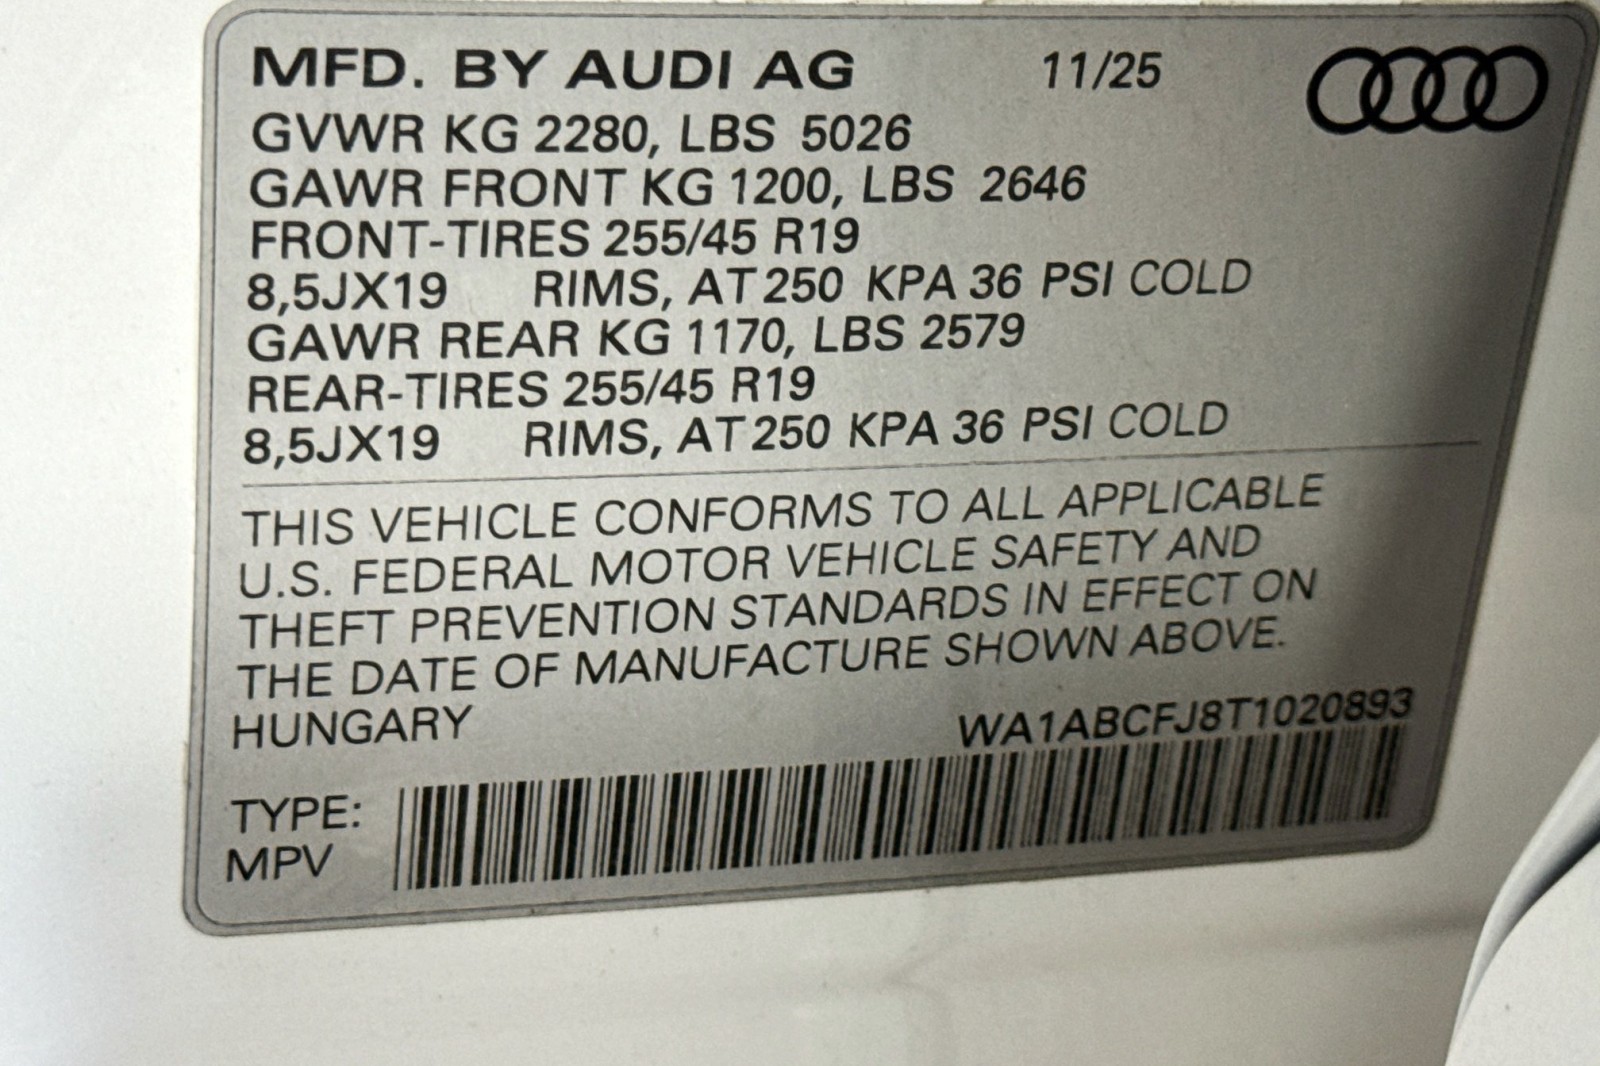 MFD. BY AUDI AG 11/25
GVWR KG 2280, LBS 5026
GAWR FRONT KG 1200, LBS 2646
FRONT-TIRES 255/45 R19
8,5JX19 RIMS, AT 250 KPA 36 PSI COLD
GAWR REAR KG 1170, LBS 2579
REAR-TIRES 255/45 R19
8,5JX19 RIMS, AT 250 KPA 36 PSI COLD
THIS VEHICLE CONFORMS TO ALL APPLICABLE
U.S. FEDERAL MOTOR VEHICLE SAFETY AND
THEFT PREVENTION STANDARDS IN EFFECT ON
THE DATE OF MANUFACTURE SHOWN ABOVE.
HUNGARY WA1ABCFJ8T1020893
TYPE:
MPV